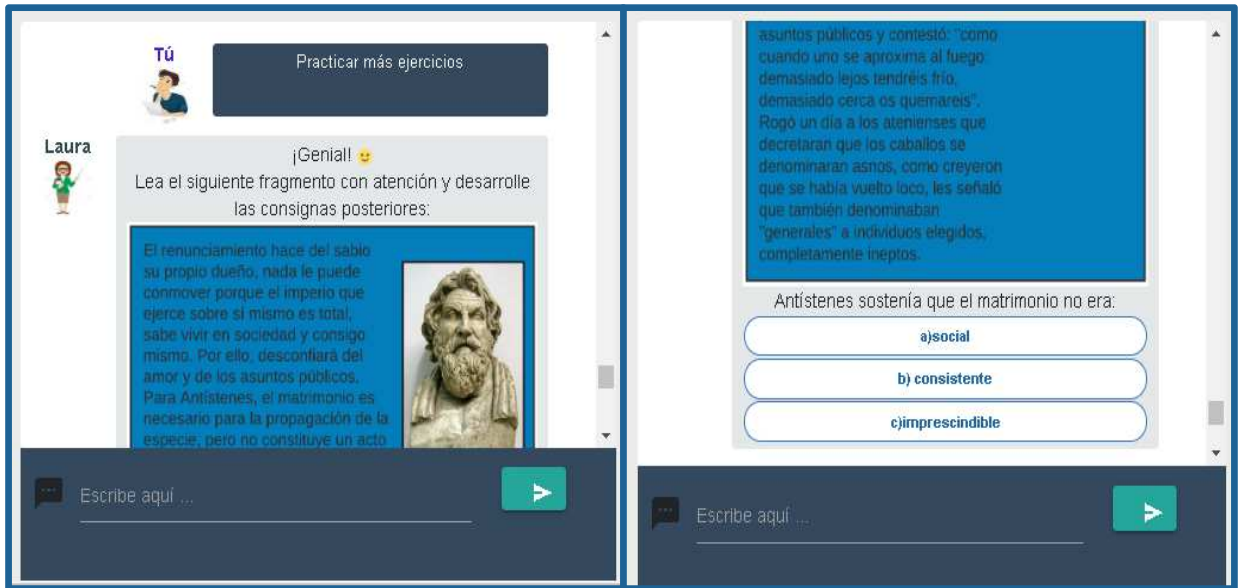 Tú
Practicar más ejercicios
Laura
¡Genial!
Lea el siguiente fragmento con atención y desarrolle
las consignas posteriores:
El renunciamiento hace del sabio
su propio dueño, nada le puede
conmover porque el imperio que
ejerce sobre sí mismo es total,
sabe vivir en sociedad y consigo
mismo. Por ello, desconfiará del
amor y de los asuntos públicos.
Para Antístenes, el matrimonio es
necesario para la propagación de la
especie, pero no constituye un acto
Escribe aquí ...
asuntos públicos y contestó: "como
cuando uno se aproxima al fuego:
demasiado lejos tendréis frío,
demasiado cerca os quemareis".
Rogó un día a los atenienses que
decretaran que los caballos se
denominaran asnos, como creyeron
que se había vuelto loco, les señaló
que también denominaban
"generales" a individuos elegidos,
completamente ineptos.
Antístenes sostenía que el matrimonio no era:
a)social
b) consistente
c)imprescindible
Escribe aquí ...